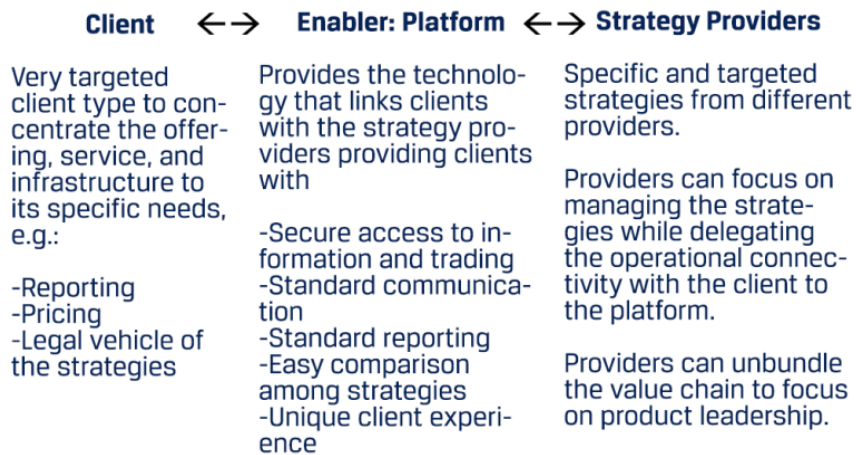 Client ←→ Enabler: Platform ←→ Strategy Providers
Very targeted
client type to con-
centrate the offer-
ing, service, and
infrastructure to
its specific needs,
e.g.:
-Reporting
-Pricing
-Legal vehicle of
the strategies
Provides the technolo-
gy that links clients
with the strategy pro-
viders providing clients
with
-Secure access to in-
formation and trading
-Standard communica-
tion
-Standard reporting
-Easy comparison
among strategies
-Unique client experi-
ence
Specific and targeted
strategies from different
providers.
Providers can focus on
managing the strate-
gies while delegating
the operational connec-
tivity with the client to
the platform.
Providers can unbundle
the value chain to focus
on product leadership.